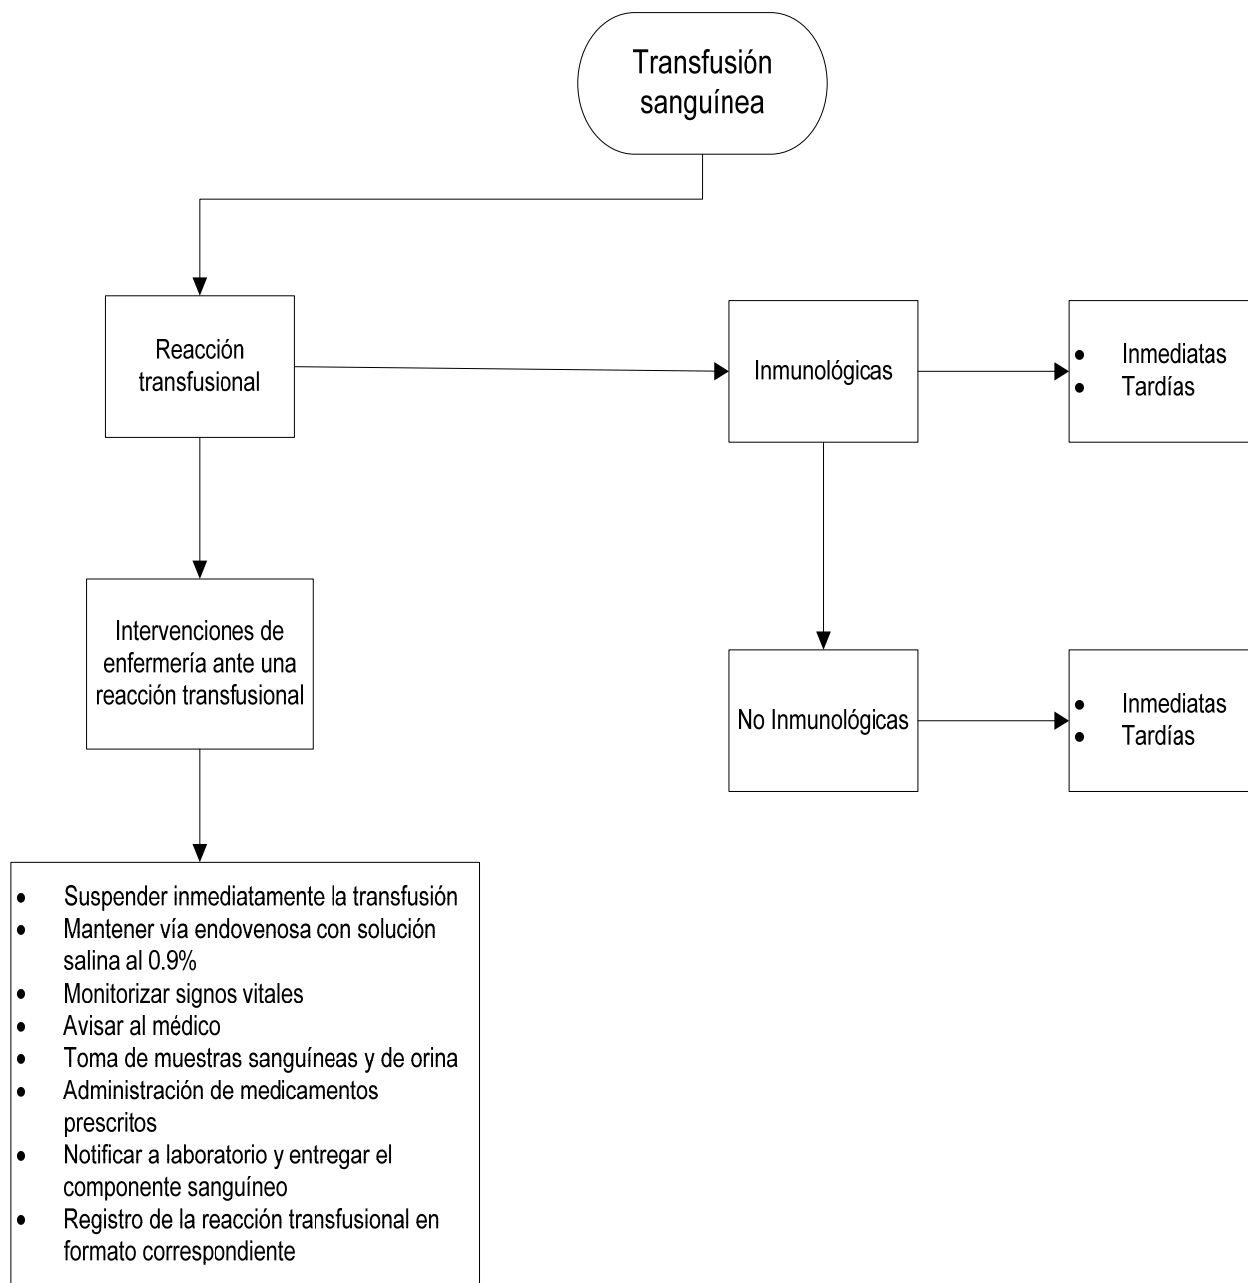 Transfusión
sanguínea
Reacción
transfusional
Inmunológicas
• Inmediatas
• Tardías
Intervenciones de
enfermería ante una
reacción transfusional
No Inmunológicas
• Inmediatas
• Tardías
• Suspender inmediatamente la transfusión
• Mantener vía endovenosa con solución
salina al 0.9%
• Monitorizar signos vitales
• Avisar al médico
• Toma de muestras sanguíneas y de orina
• Administración de medicamentos
prescritos
• Notificar a laboratorio y entregar el
componente sanguíneo
• Registro de la reacción transfusional en
formato correspondiente